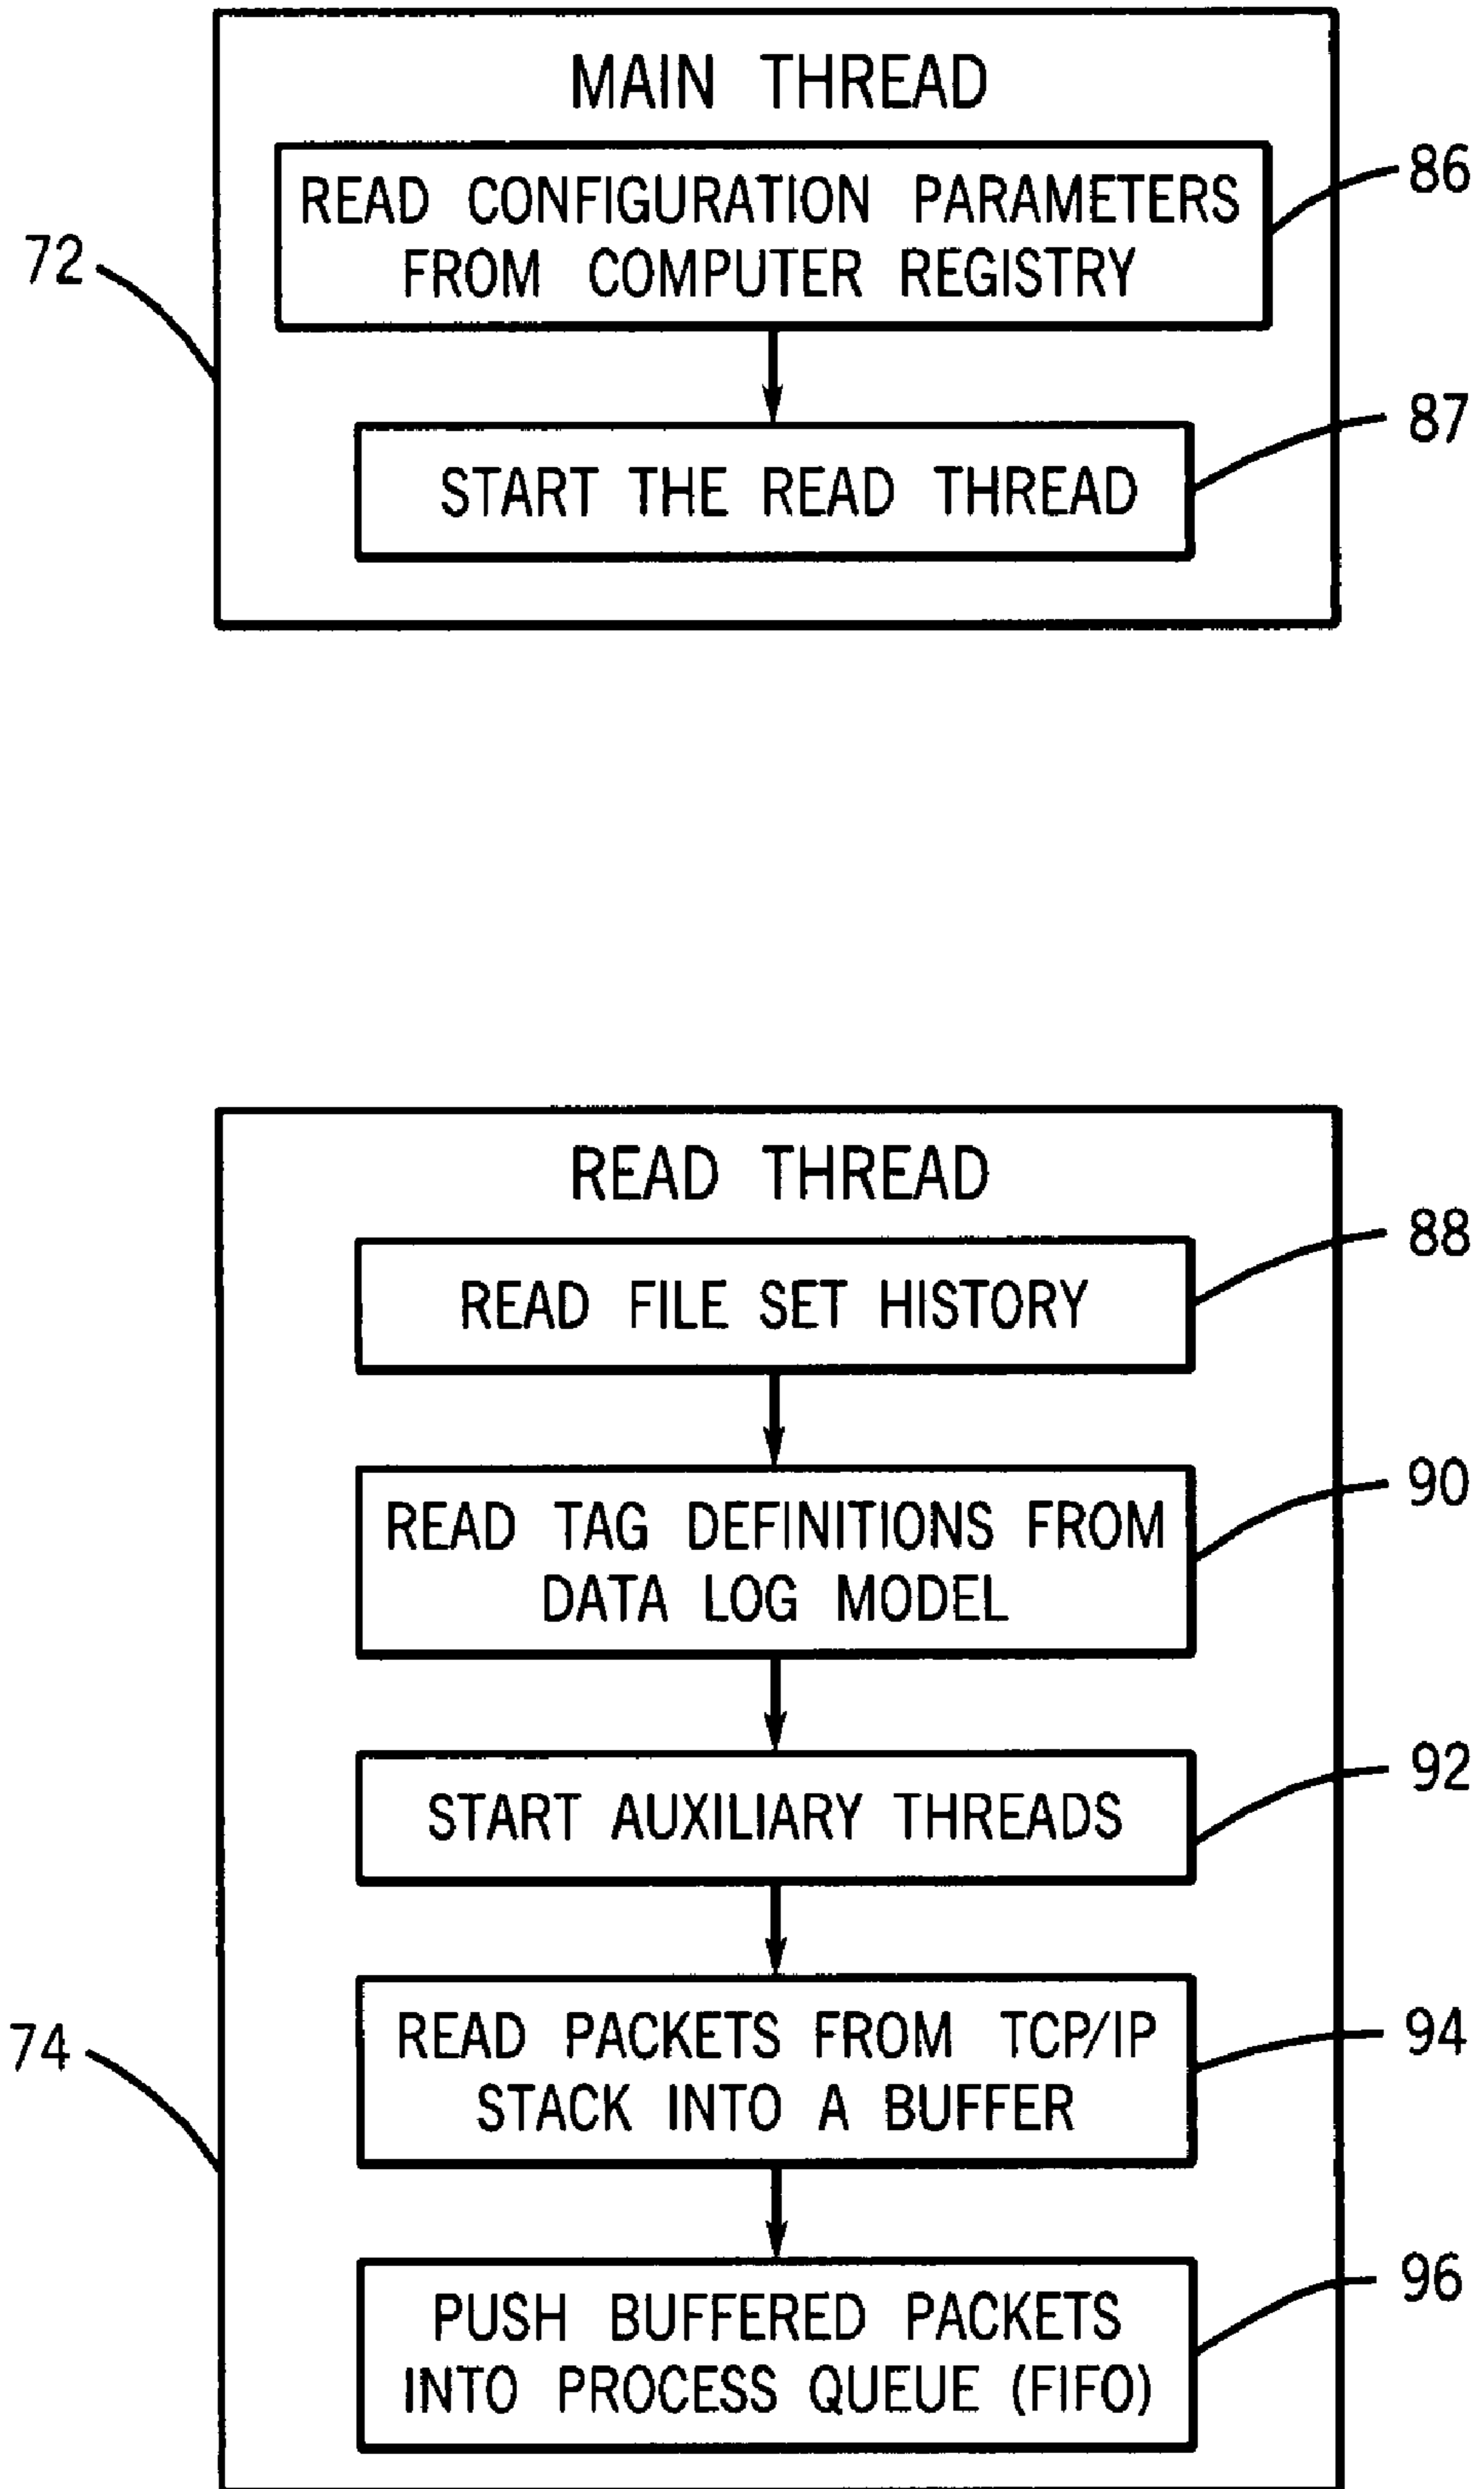 MAIN THREAD
READ CONFIGURATION PARAMETERS
FROM COMPUTER REGISTRY
86
72
START THE READ THREAD
87
READ THREAD
READ FILE SET HISTORY
88
READ TAG DEFINITIONS FROM
DATA LOG MODEL
90
START AUXILIARY THREADS
92
READ PACKETS FROM TCP/IP
STACK INTO A BUFFER
94
74
PUSH BUFFERED PACKETS
INTO PROCESS QUEUE (FIFO)
96